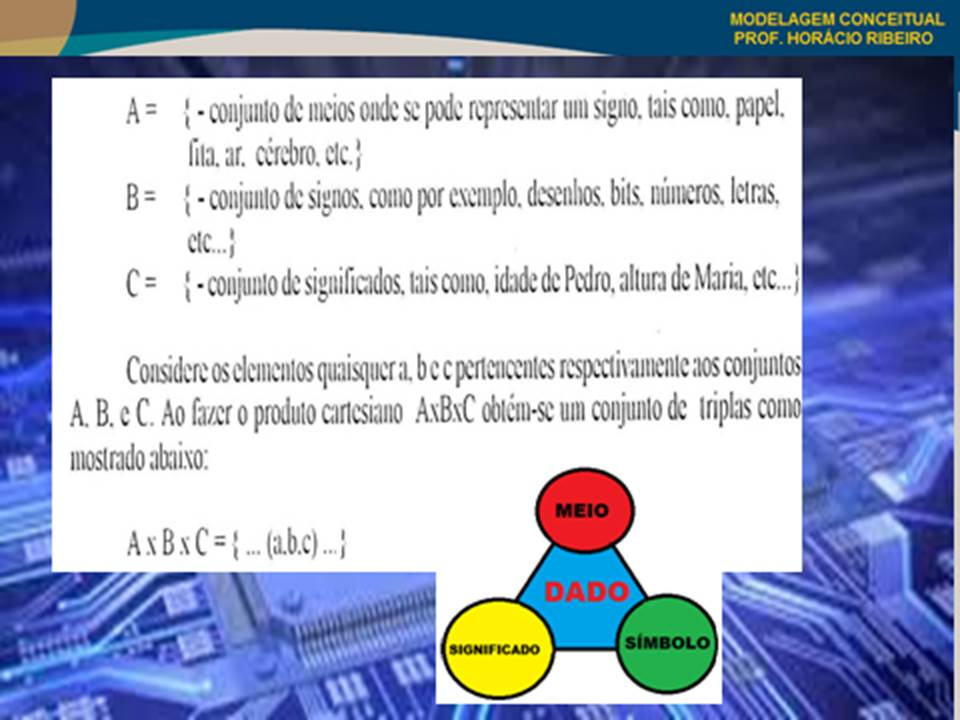 MODELAGEM CONCEITUAL
PROF. HORÁCIO RIBEIRO
A = { - conjunto de meios onde se pode representar um signo, tais como, papel,
fita, ar, cérebro, etc.}
B = { - conjunto de signos, como por exemplo, desenhos, bits, números, letras,
etc...}
C = { - conjunto de significados, tais como, idade de Pedro, altura de Maria, etc...}
Considere os elementos quaisquer a, b e c pertencentes respectivamente aos conjuntos
A, B, e C. Ao fazer o produto cartesiano AxBxC obtém-se um conjunto de triplas como
mostrado abaixo:
A x B x C = { ... (a.b.c) ...}
MEIO
DADO
SIGNIFICADO
SÍMBOLO